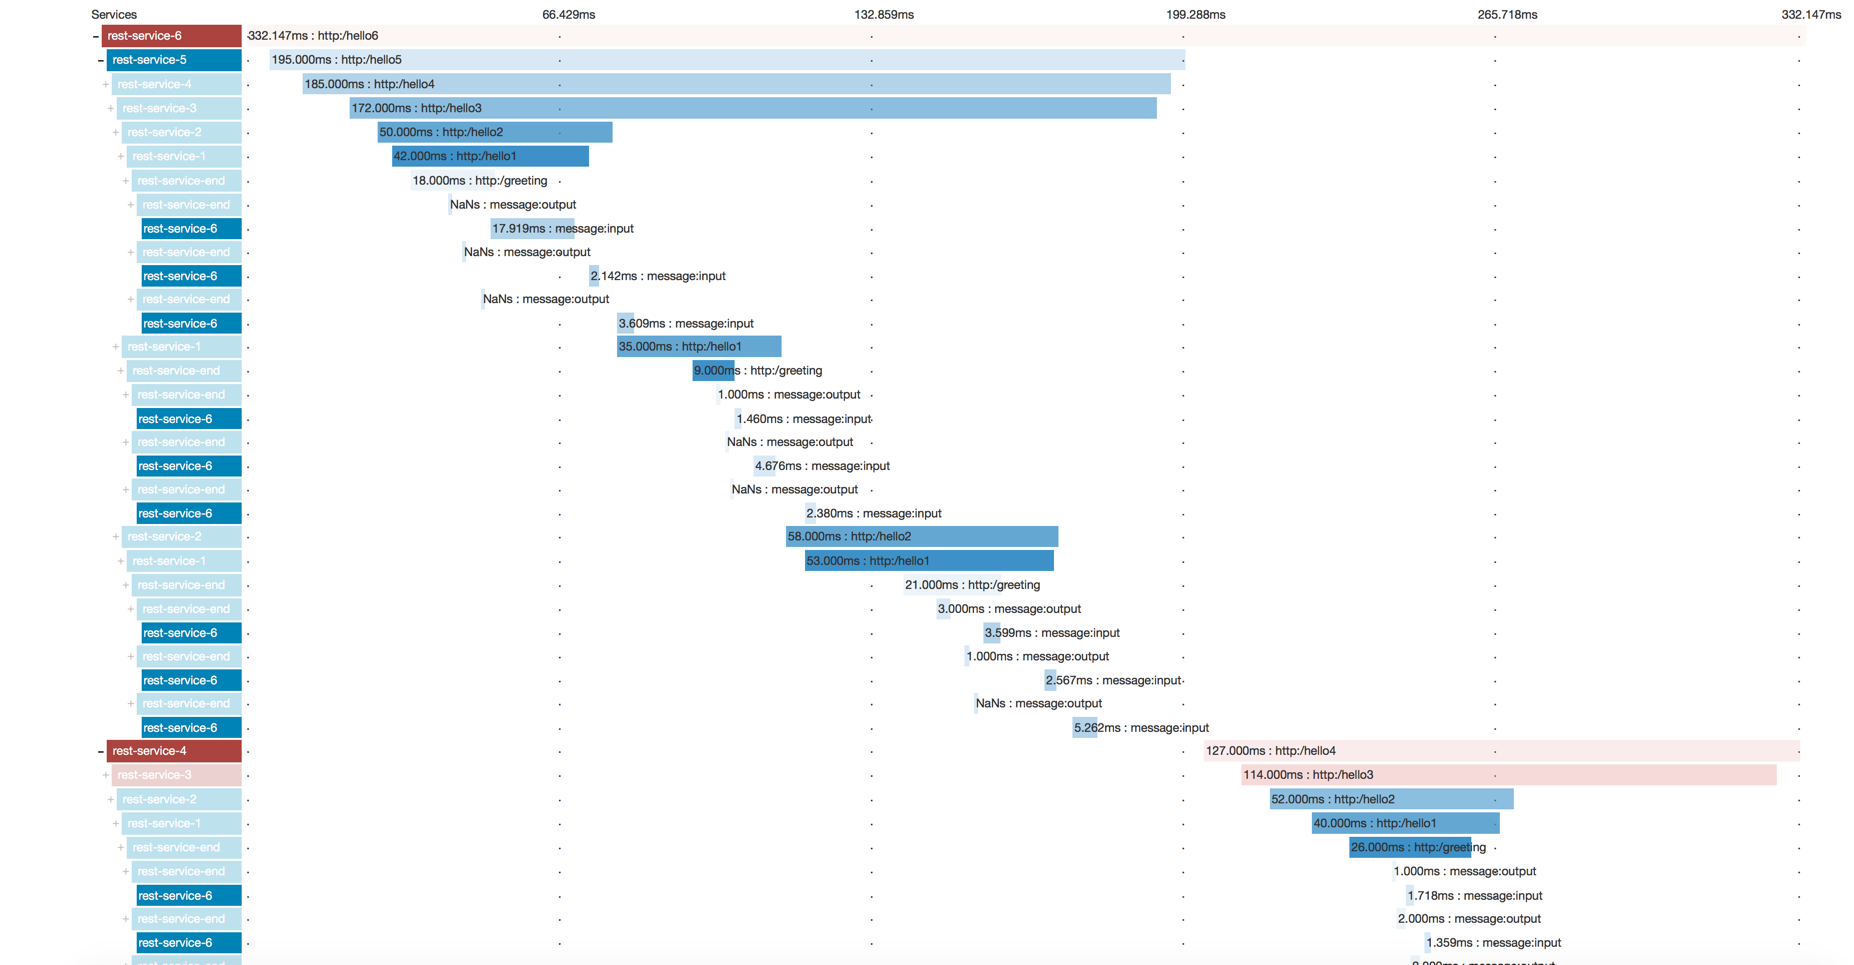 Services 66.429ms 132.859ms 199.288ms 265.718ms 332.147ms
- rest-service-6 332.147ms : http:/hello6
- rest-service-5 195.000ms : http:/hello5
+ rest-service-4 185.000ms : http:/hello4
+ rest-service-3 172.000ms : http:/hello3
+ rest-service-2 50.000ms : http:/hello2
+ rest-service-1 42.000ms : http:/hello1
+ rest-service-end 18.000ms : http:/greeting
+ rest-service-end NaNs : message:output
rest-service-6 17.919ms : message:input
+ rest-service-end NaNs : message:output
rest-service-6 2.142ms : message:input
+ rest-service-end NaNs : message:output
rest-service-6 3.609ms : message:input
+ rest-service-1 35.000ms : http:/hello1
+ rest-service-end 9.000ms : http:/greeting
+ rest-service-end 1.000ms : message:output
rest-service-6 1.460ms : message:input
+ rest-service-end NaNs : message:output
rest-service-6 4.676ms : message:input
+ rest-service-end NaNs : message:output
rest-service-6 2.380ms : message:input
+ rest-service-2 58.000ms : http:/hello2
+ rest-service-1 53.000ms : http:/hello1
+ rest-service-end 21.000ms : http:/greeting
+ rest-service-end 3.000ms : message:output
rest-service-6 3.599ms : message:input
+ rest-service-end 1.000ms : message:output
rest-service-6 2.567ms : message:input
+ rest-service-end NaNs : message:output
rest-service-6 5.262ms : message:input
- rest-service-4 127.000ms : http:/hello4
+ rest-service-3 114.000ms : http:/hello3
+ rest-service-2 52.000ms : http:/hello2
+ rest-service-1 40.000ms : http:/hello1
+ rest-service-end 26.000ms : http:/greeting
+ rest-service-end 1.000ms : message:output
rest-service-6 1.718ms : message:input
+ rest-service-end 2.000ms : message:output
rest-service-6 1.359ms : message:input